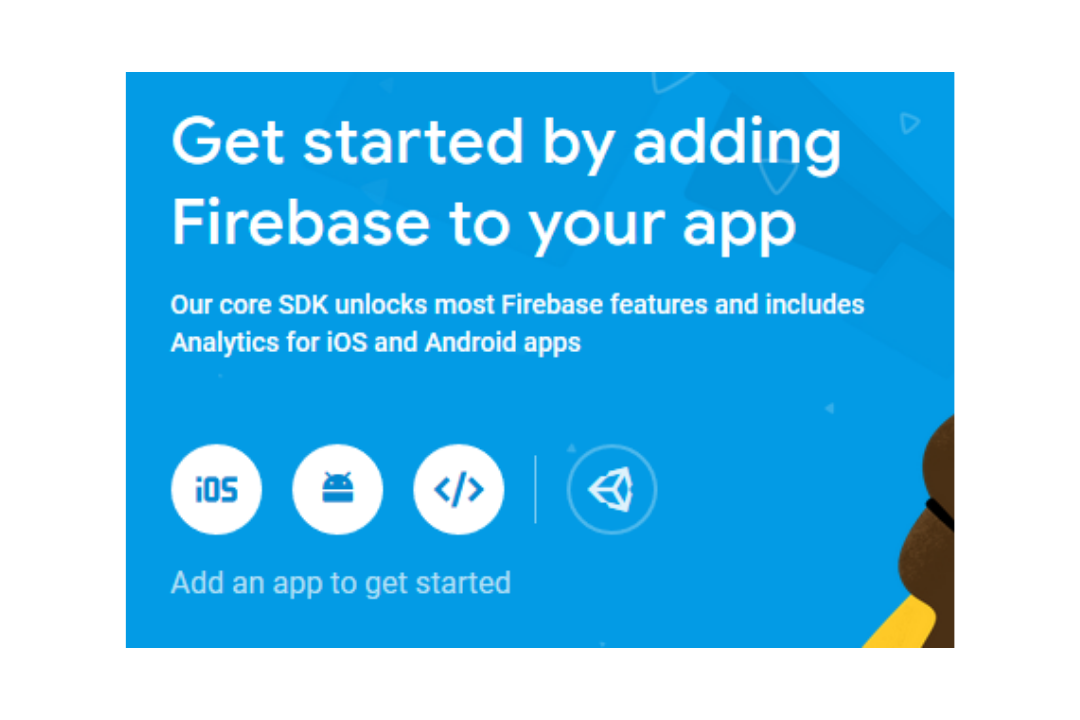 Get started by adding
Firebase to your app
Our core SDK unlocks most Firebase features and includes
Analytics for iOS and Android apps
iOS
</>
Add an app to get started